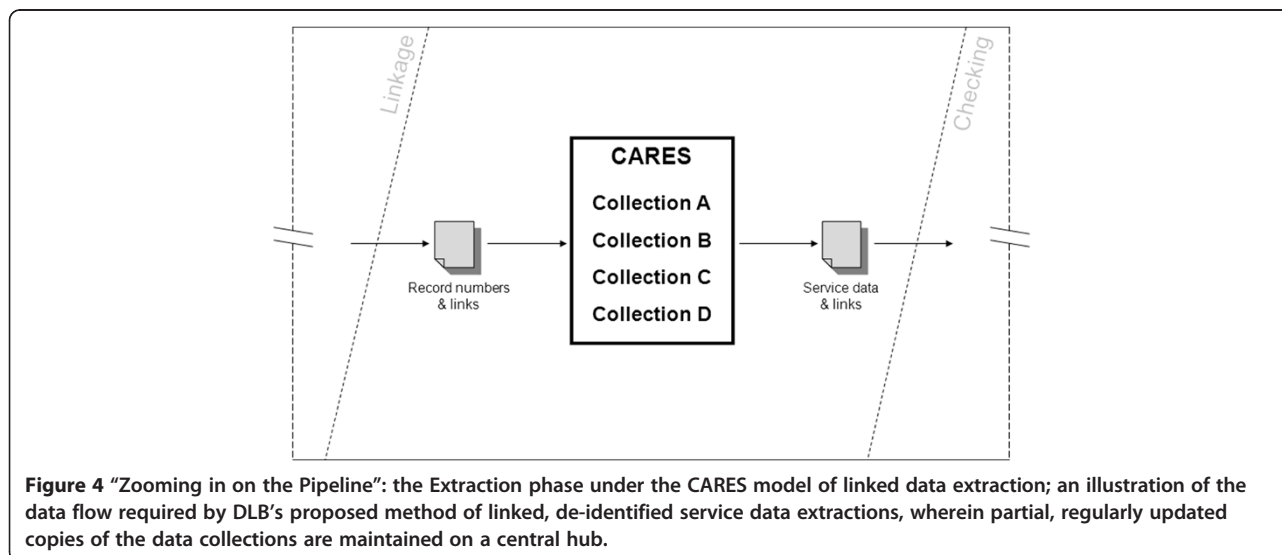 Linkage
Checking
CARES
Collection A
Collection B
Collection C
Collection D
Record numbers
& links
Service data
& links
Figure 4 “Zooming in on the Pipeline”: the Extraction phase under the CARES model of linked data extraction; an illustration of the
data flow required by DLB’s proposed method of linked, de-identified service data extractions, wherein partial, regularly updated
copies of the data collections are maintained on a central hub.